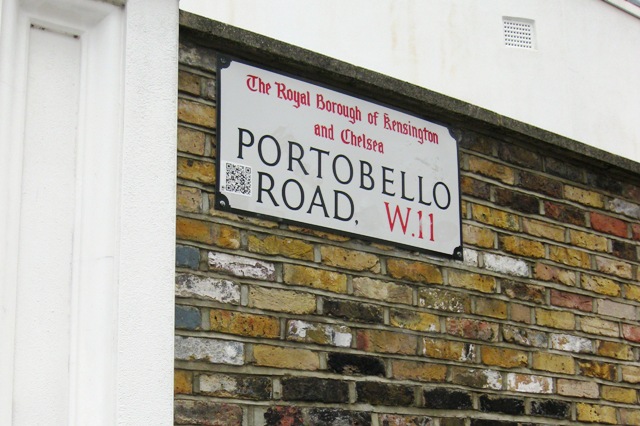 The Royal Borough of Kensington
and Chelsea
PORTOBELLO
ROAD, W.11